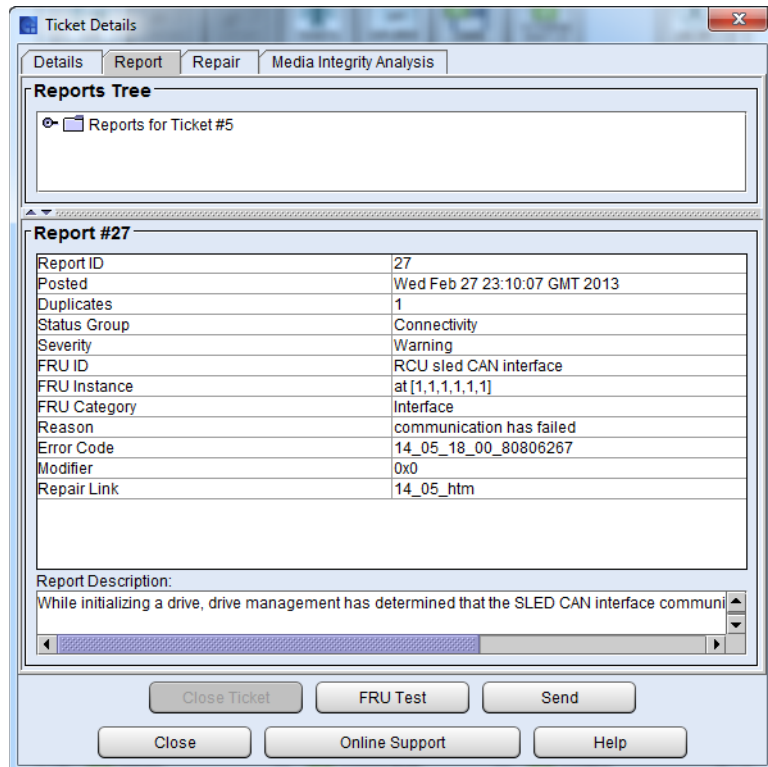 Ticket Details
x
Details Report Repair Media Integrity Analysis
Reports Tree
Reports for Ticket #5
Report #27
Report ID 27
Posted Wed Feb 27 23:10:07 GMT 2013
Duplicates 1
Status Group Connectivity
Severity Warning
FRU ID RCU sled CAN interface
FRU Instance at [1,1,1,1,1,1]
FRU Category Interface
Reason communication has failed
Error Code 14_05_18_00_80806267
Modifier 0x0
Repair Link 14_05_htm
Report Description:
While initializing a drive, drive management has determined that the SLED CAN interface communi
Close Ticket FRU Test Send
Close Online Support Help